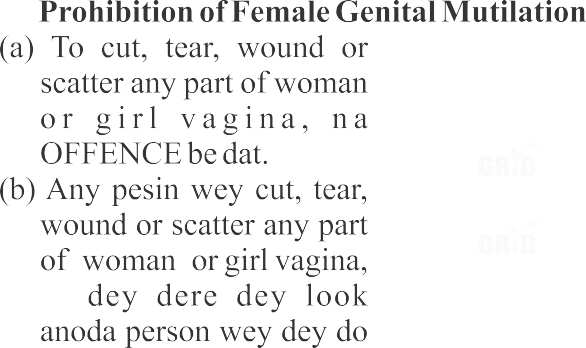 Prohibition of Female Genital Mutilation
(a) To cut, tear, wound or
scatter any part of woman
or girl vagina, na
OFFENCE be dat.
(b) Any pesin wey cut, tear,
wound or scatter any part
of woman or girl vagina,
dey dere dey look
anoda person wey dey do
GRID
GRID